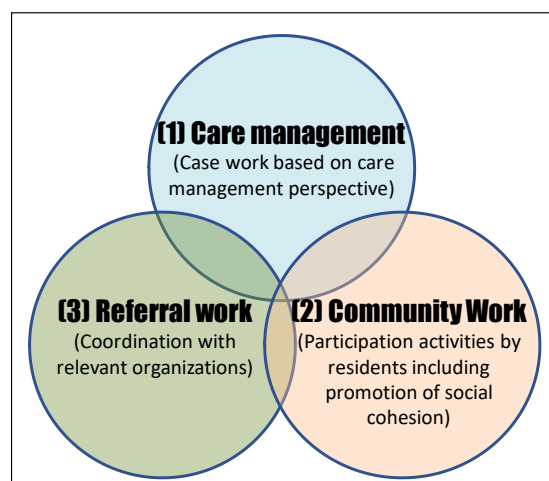 (1) Care management
(Case work based on care
management perspective)
(3) Referral work
(Coordination with
relevant organizations)
(2) Community Work
(Participation activities by
residents including
promotion of social
cohesion)